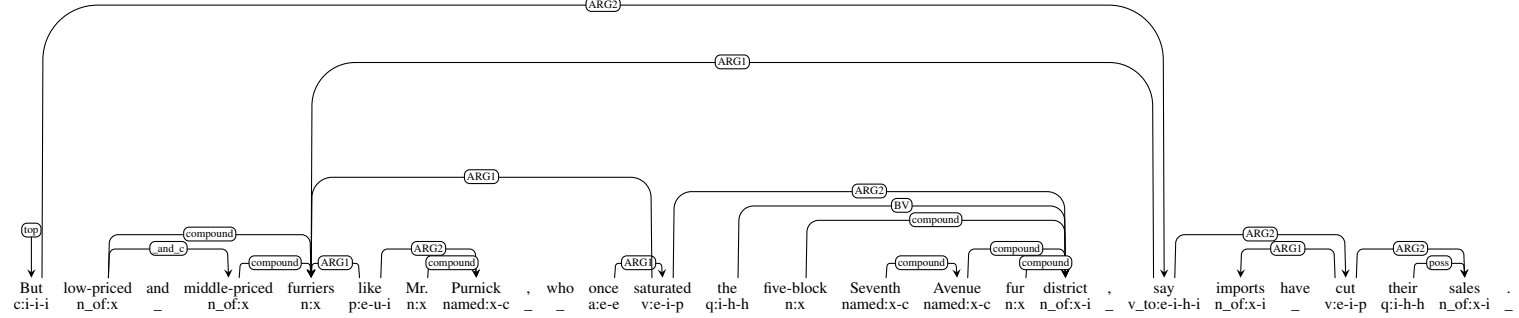 ARG2
ARG1
ARG1
ARG2
BV
compound
top compound ARG2
_and_c ARG2 compound ARG1 ARG2
compound ARG1 compound ARG1 compound compound poss
But low-priced and middle-priced furriers like Mr. Purnick , who once saturated the five-block Seventh Avenue fur district , say imports have cut their sales .
c:i-i-i n_of:x _ n_of:x n:x p:e-u-i n:x named:x-c _ _ a:e-e v:e-i-p q:i-h-h n:x named:x-c named:x-c n:x n_of:x-i _ v_to:e-i-h-i n_of:x-i _ v:e-i-p q:i-h-h n_of:x-i _